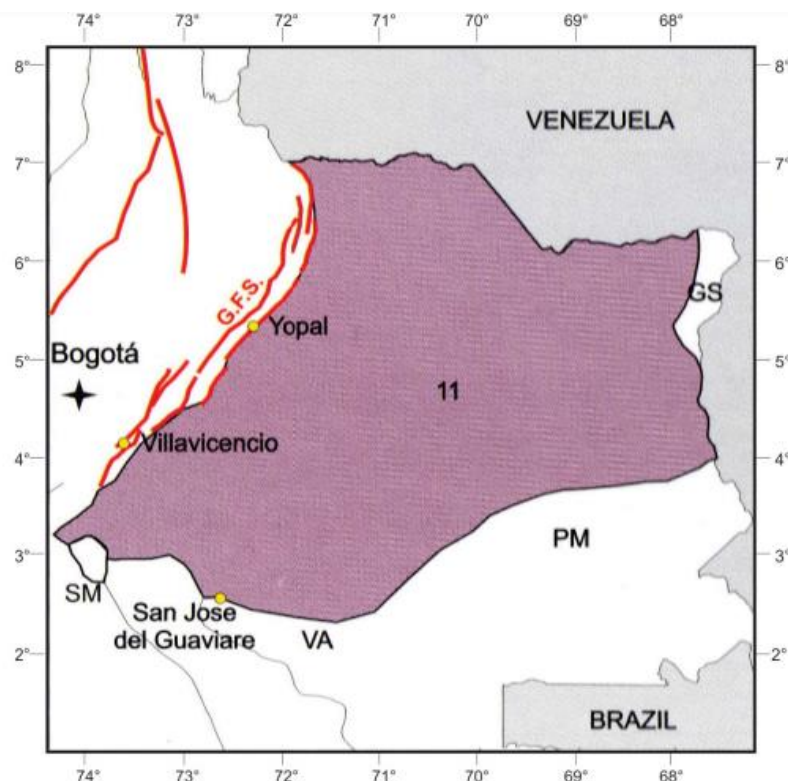 74° 73° 72° 71° 70° 69° 68°
8° 8°
VENEZUELA
7° 7°
6° 6°
GS
G.F.S.
Yopal
Bogotá
5° 5°
11
Villavicencio
4° 4°
PM
3° 3°
SM
San Jose
del Guaviare
VA
2° 2°
BRAZIL
74° 73° 72° 71° 70° 69° 68°